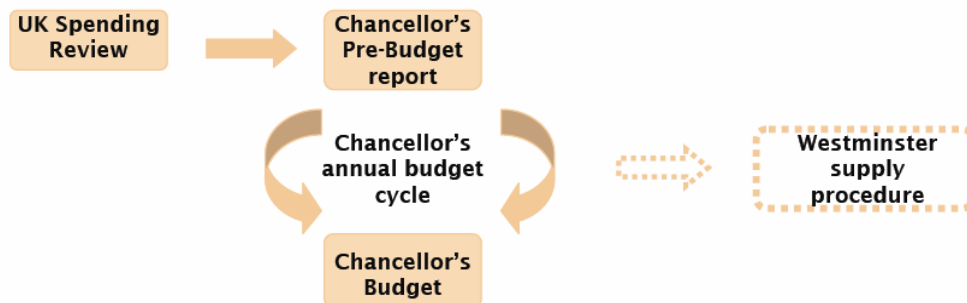 UK Spending
Review
Chancellor's
Pre-Budget
report
Chancellor's
annual budget
cycle
Westminster
supply
procedure
Chancellor's
Budget